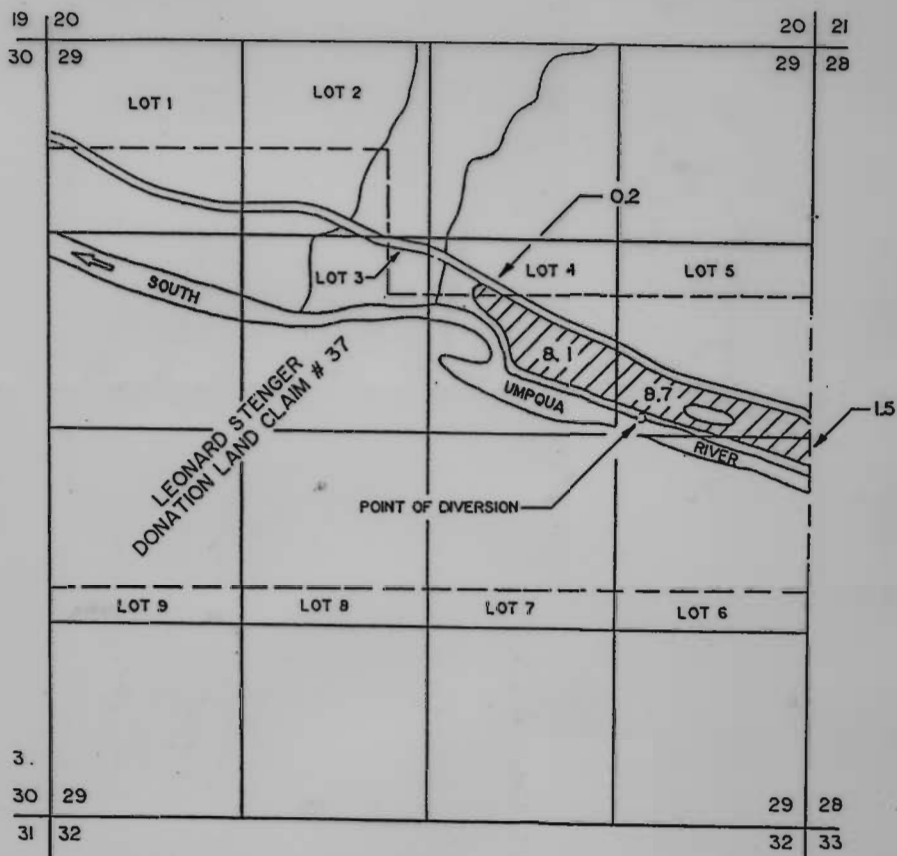 19 20
20 21
30 29
29 28
LOT 1
LOT 2
0.2
LOT 3
LOT 4
LOT 5
SOUTH
8.1
8.7
UMPQUA
1.5
RIVER
LEONARD STENGER
DONATION LAND CLAIM # 37
POINT OF DIVERSION
LOT 9
LOT 8
LOT 7
LOT 6
3.
30 29
29 28
31 32
32 33